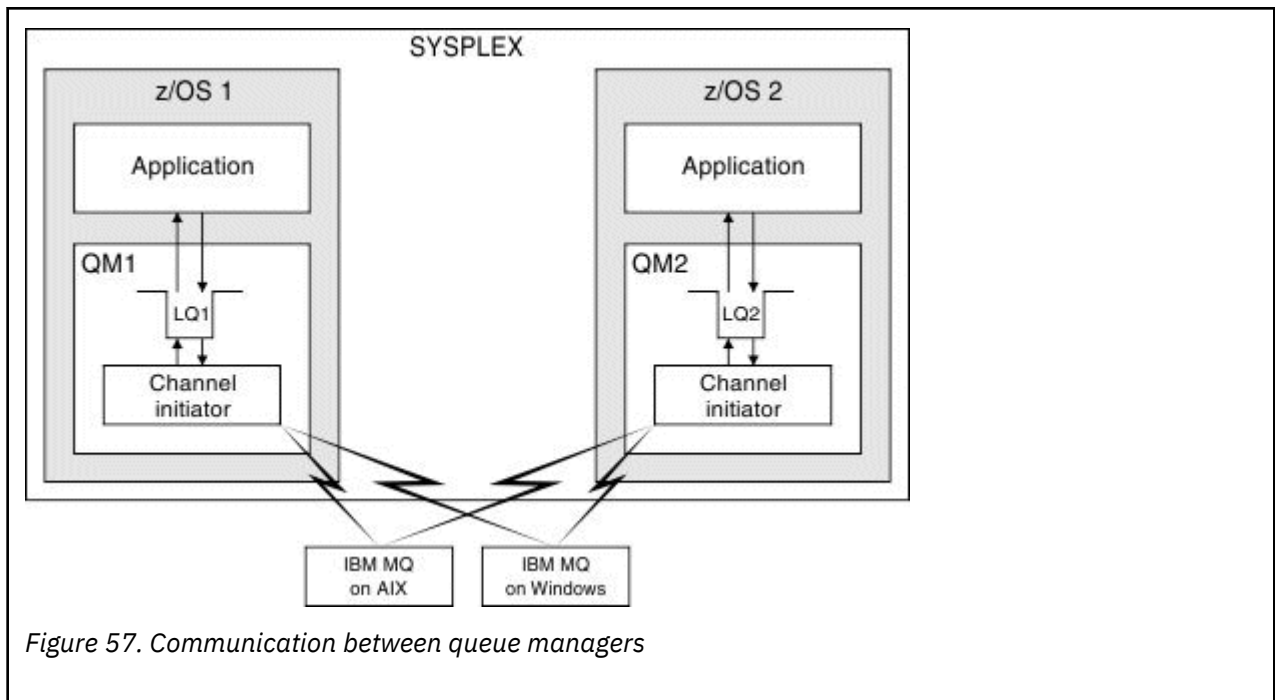 SYSPLEX
z/OS 1
Application
QM1
LQ1
Channel
initiator
z/OS 2
Application
QM2
LQ2
Channel
initiator
IBM MQ
on AIX
IBM MQ
on Windows
Figure 57. Communication between queue managers